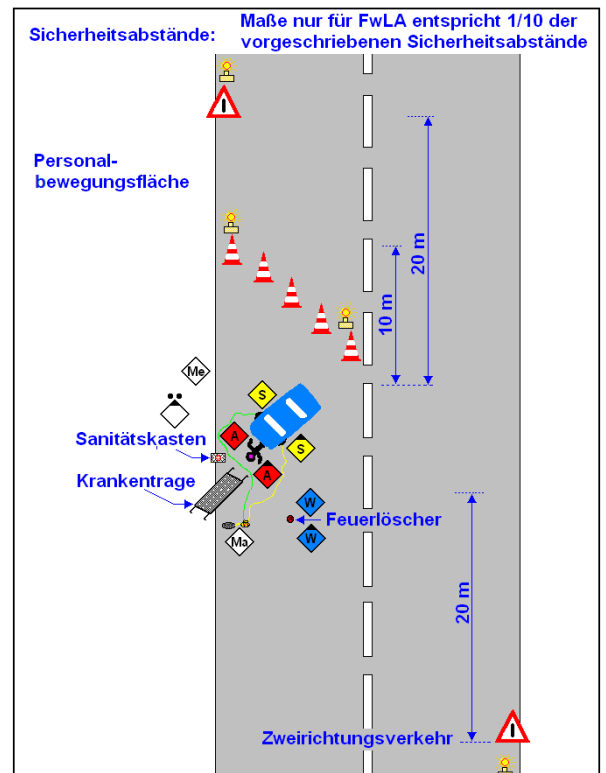 Sicherheitsabstände:
Maße nur für FwLA entspricht 1/10 der
vorgeschriebenen Sicherheitsabstände
Personal-
bewegungsfläche
20 m
10 m
Me
S
A
S
Sanitätskasten
A
Krankentrage
W
Feuerlöscher
Ma
W
20 m
Zweirichtungsverkehr